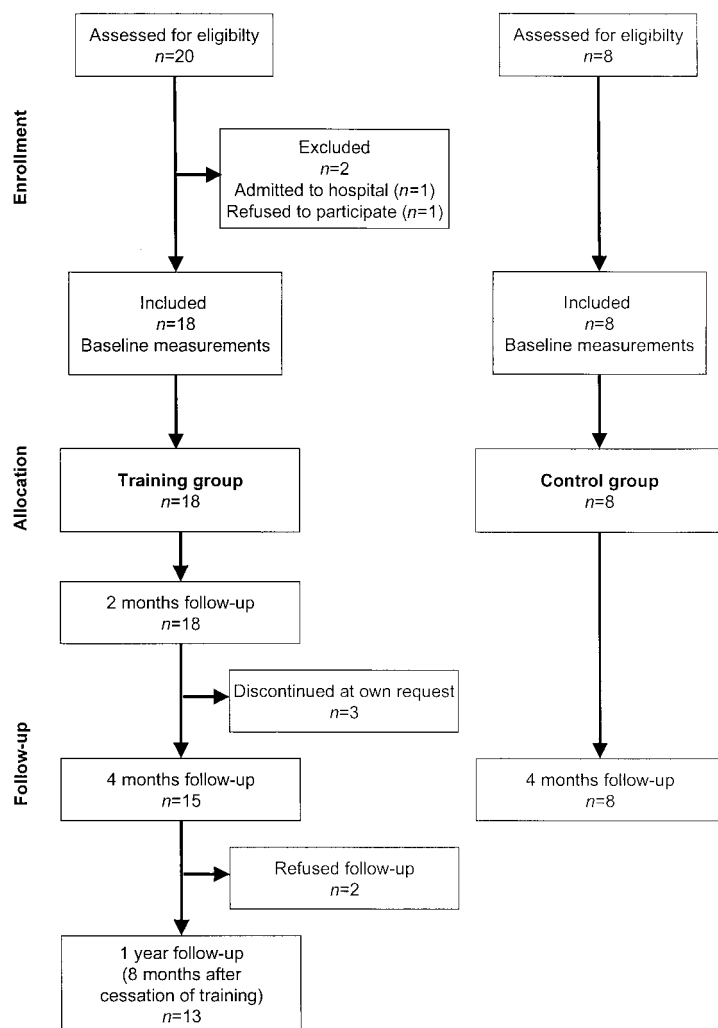 Assessed for eligibilty
n=20
Assessed for eligibilty
n=8
Enrollment
Excluded
n=2
Admitted to hospital (n=1)
Refused to participate (n=1)
Included
n=18
Baseline measurements
Included
n=8
Baseline measurements
Allocation
Training group
n=18
Control group
n=8
2 months follow-up
n=18
Discontinued at own request
n=3
Follow-up
4 months follow-up
n=15
4 months follow-up
n=8
Refused follow-up
n=2
1 year follow-up
(8 months after
cessation of training)
n=13